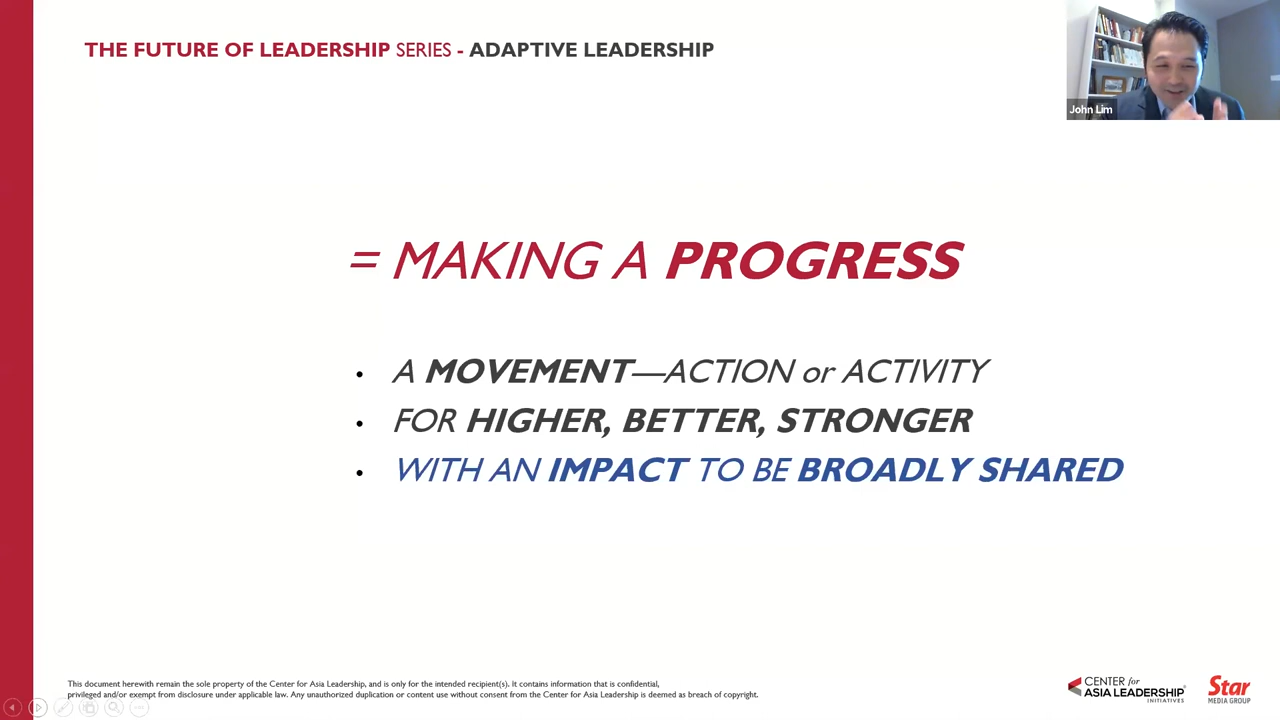 THE FUTURE OF LEADERSHIP SERIES - ADAPTIVE LEADERSHIP
John Lim
= MAKING A PROGRESS
• A MOVEMENT—ACTION or ACTIVITY
• FOR HIGHER, BETTER, STRONGER
• WITH AN IMPACT TO BE BROADLY SHARED
This document herewith remain the sole property of the Center for Asia Leadership, and is only for the intended recipient(s). It contains information that is confidential,
privileged and/or exempt from disclosure under applicable law. Any unauthorized duplication or content use without consent from the Center for Asia Leadership is deemed as breach of copyright.
CENTER for
ASIA LEADERSHIP
INITIATIVES
Star
MEDIA GROUP